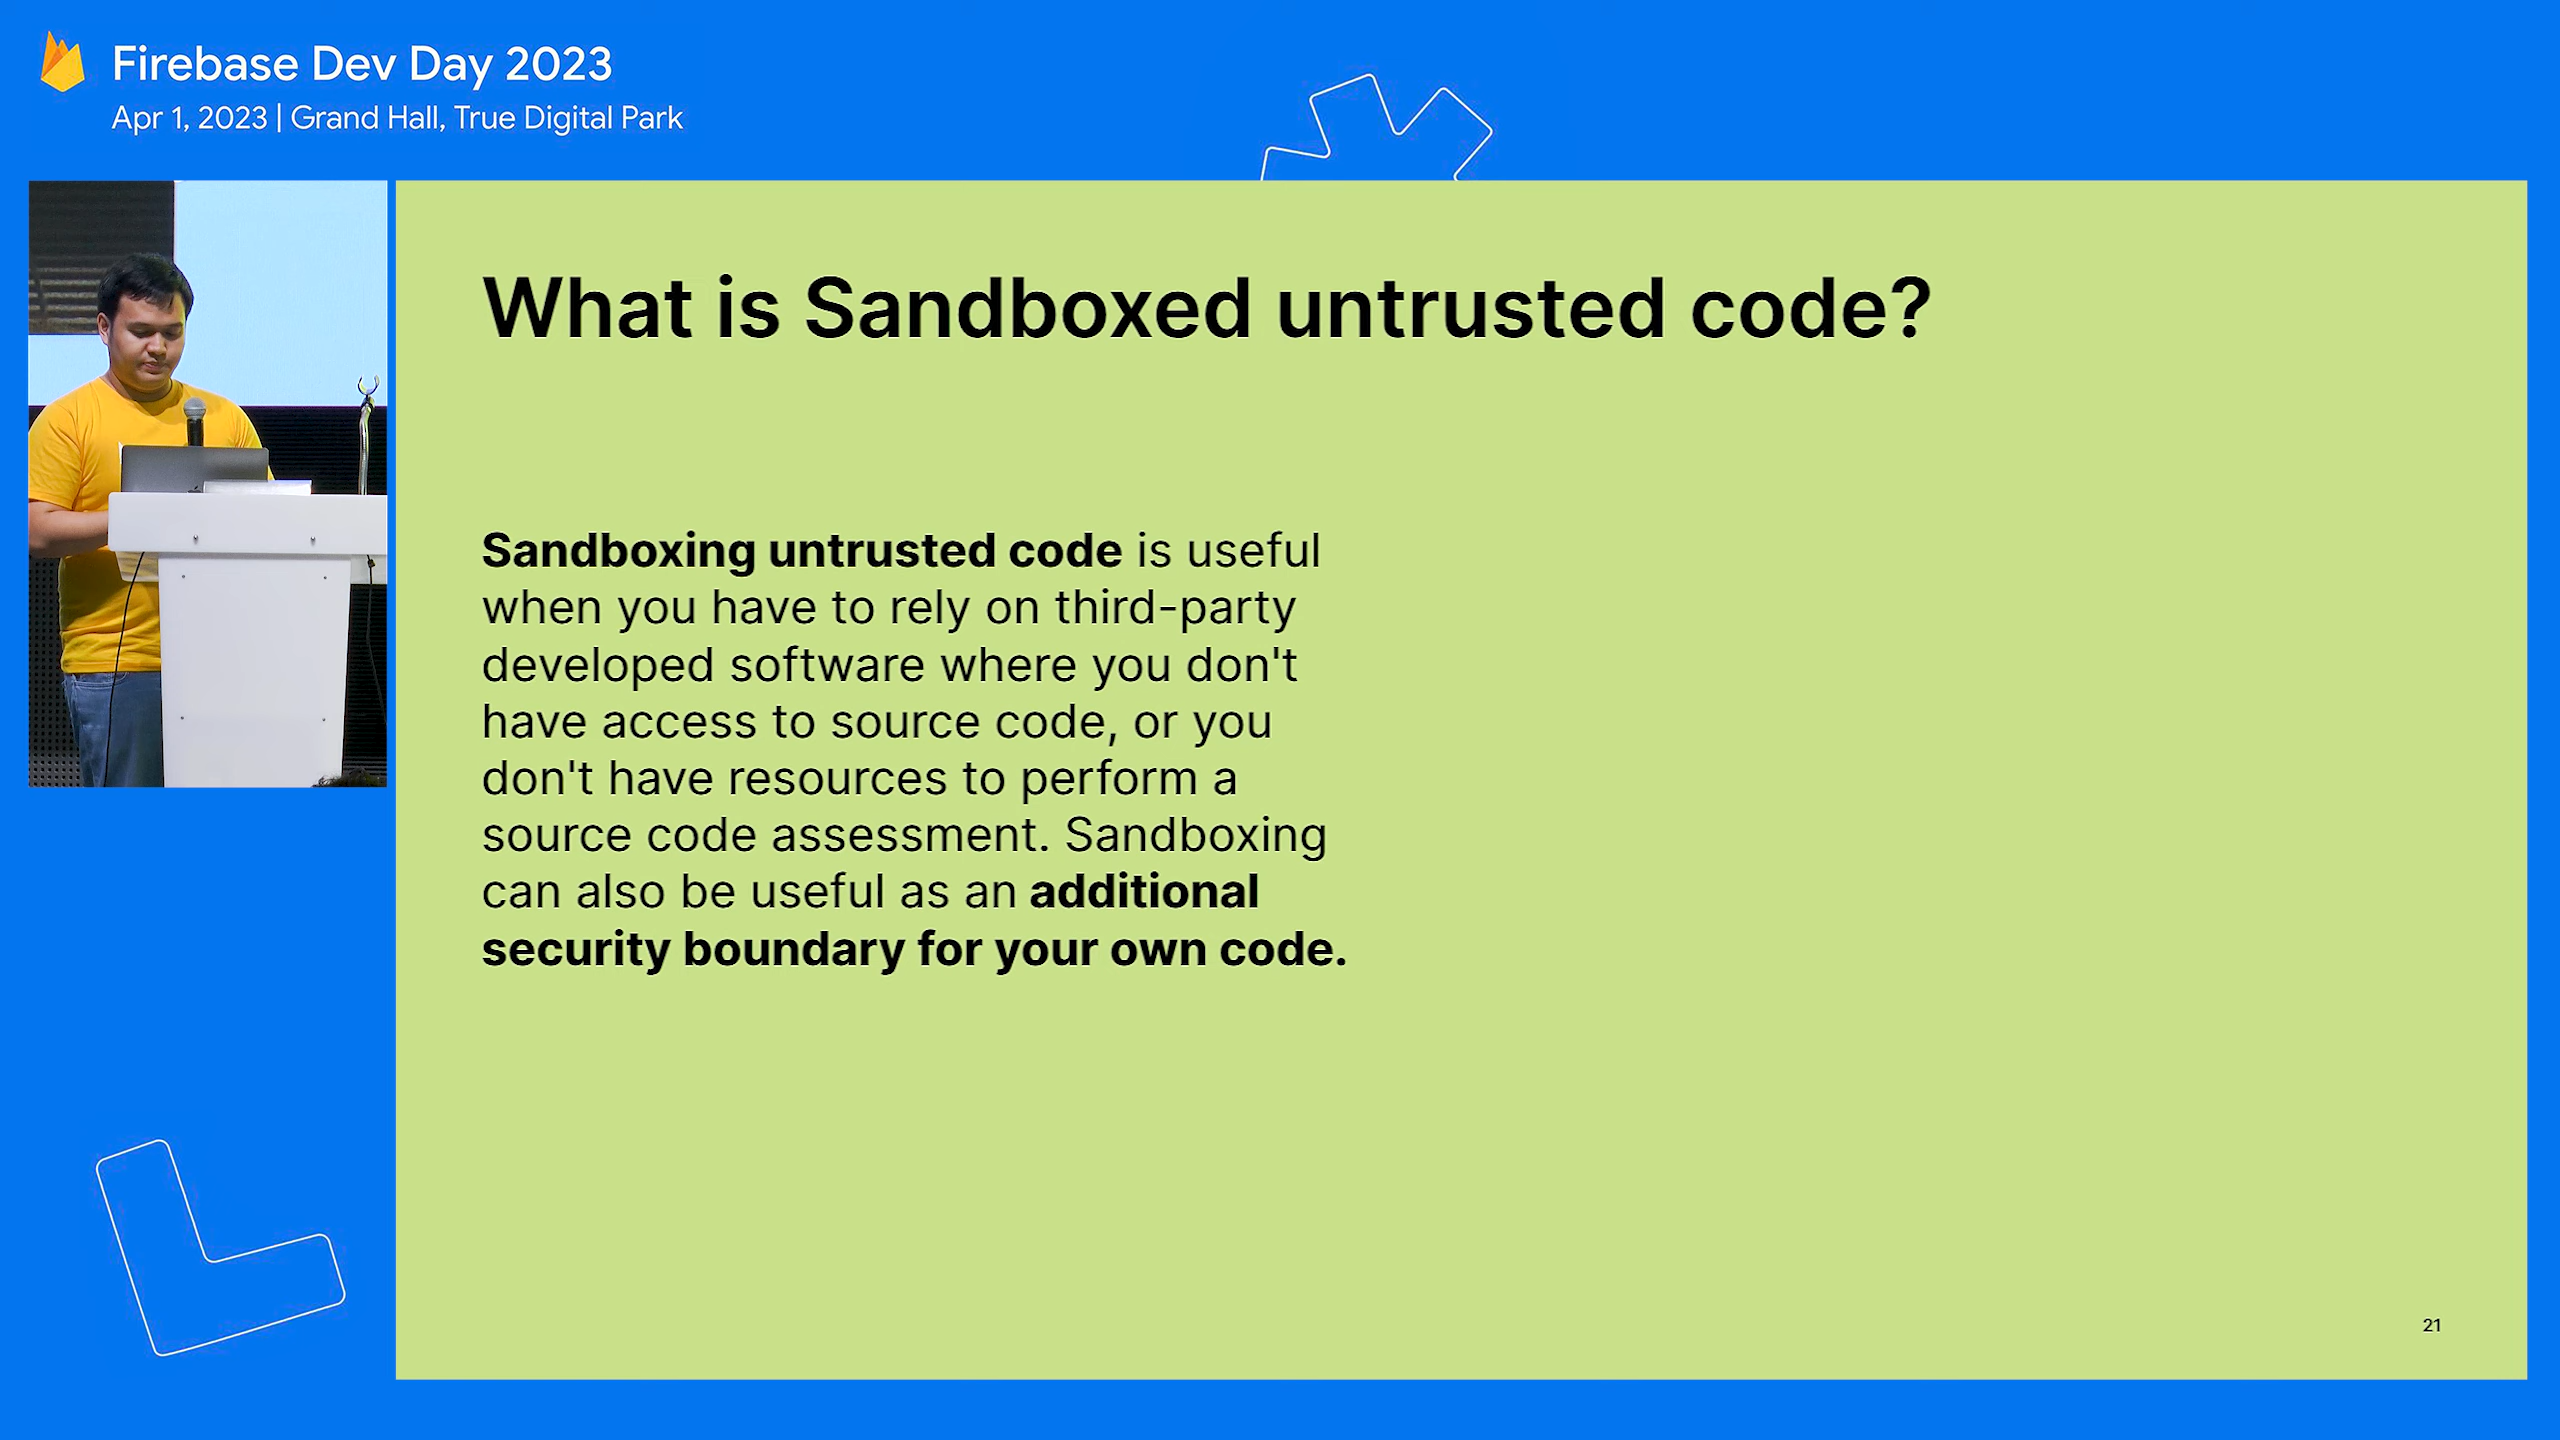 Firebase Dev Day 2023
Apr 1, 2023 | Grand Hall, True Digital Park
What is Sandboxed untrusted code?
Sandboxing untrusted code is useful
when you have to rely on third-party
developed software where you don't
have access to source code, or you
don't have resources to perform a
source code assessment. Sandboxing
can also be useful as an additional
security boundary for your own code.
21